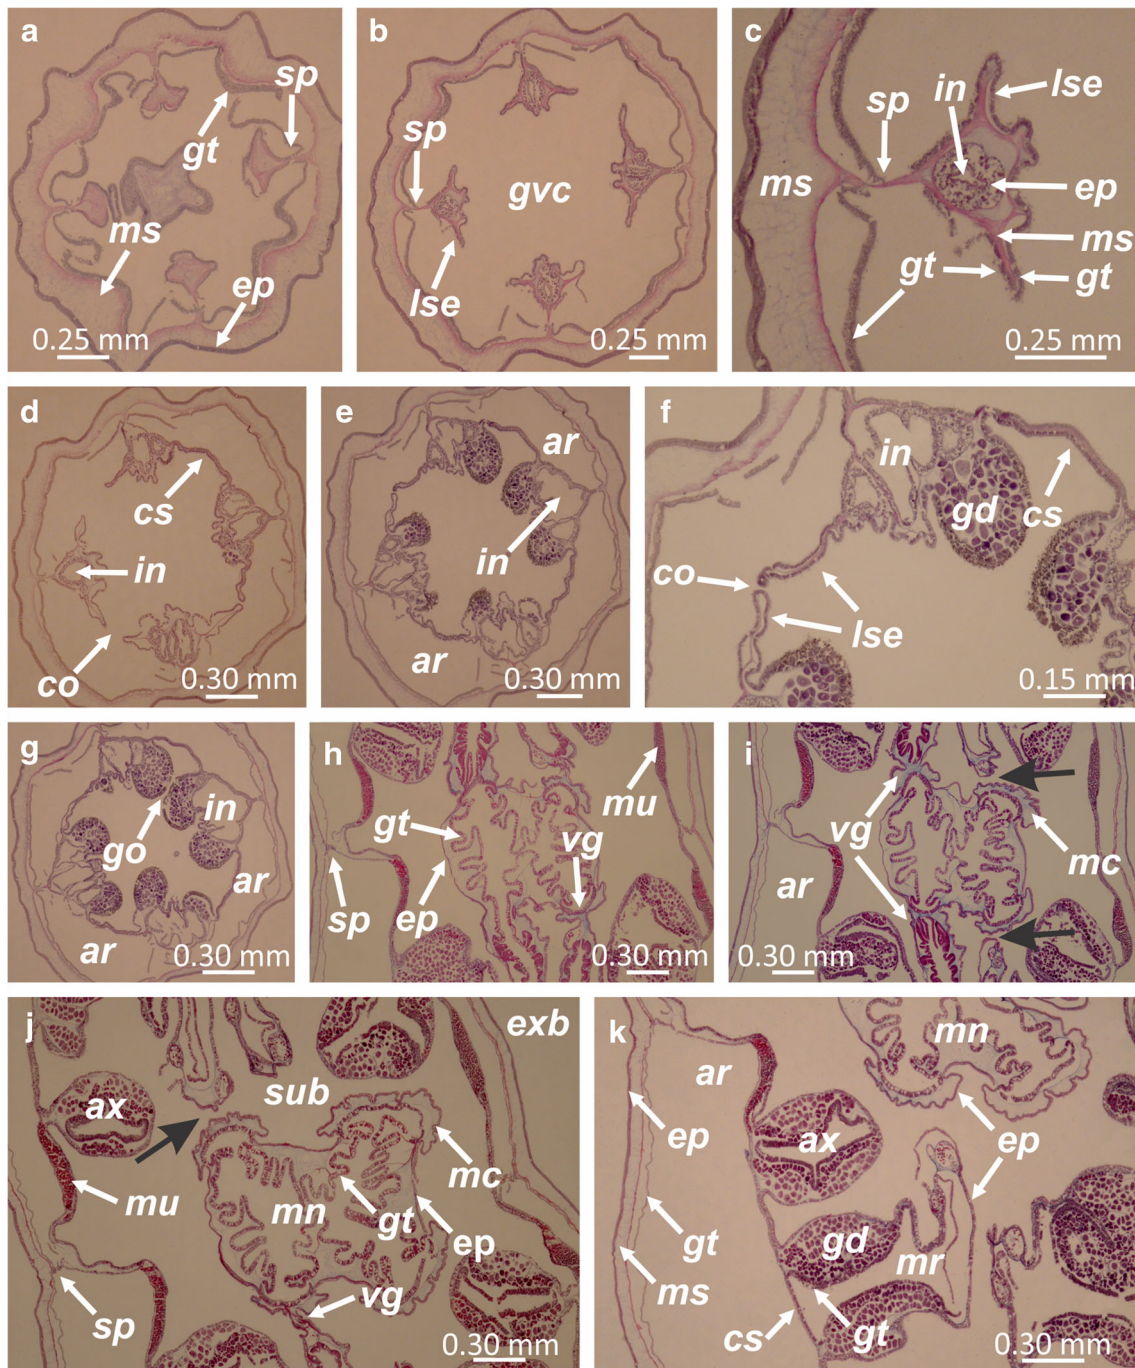 a
sp
gt
ms
ep
0.25 mm
b
sp
gvc
lse
0.25 mm
c
sp
in
lse
ms
ep
ms
gt
gt
0.25 mm
d
cs
in
co
0.30 mm
e
ar
in
ar
0.30 mm
f
in
gd
cs
co
lse
0.15 mm
g
in
go
ar
ar
0.30 mm
h
mu
gt
vg
sp
ep
0.30 mm
i
vg
mc
ar
0.30 mm
j
exb
sub
ax
mc
mu
mn
gt
ep
vg
sp
0.30 mm
k
mn
ar
ep
ax
ep
gt
gd
mr
ms
cs
gt
0.30 mm